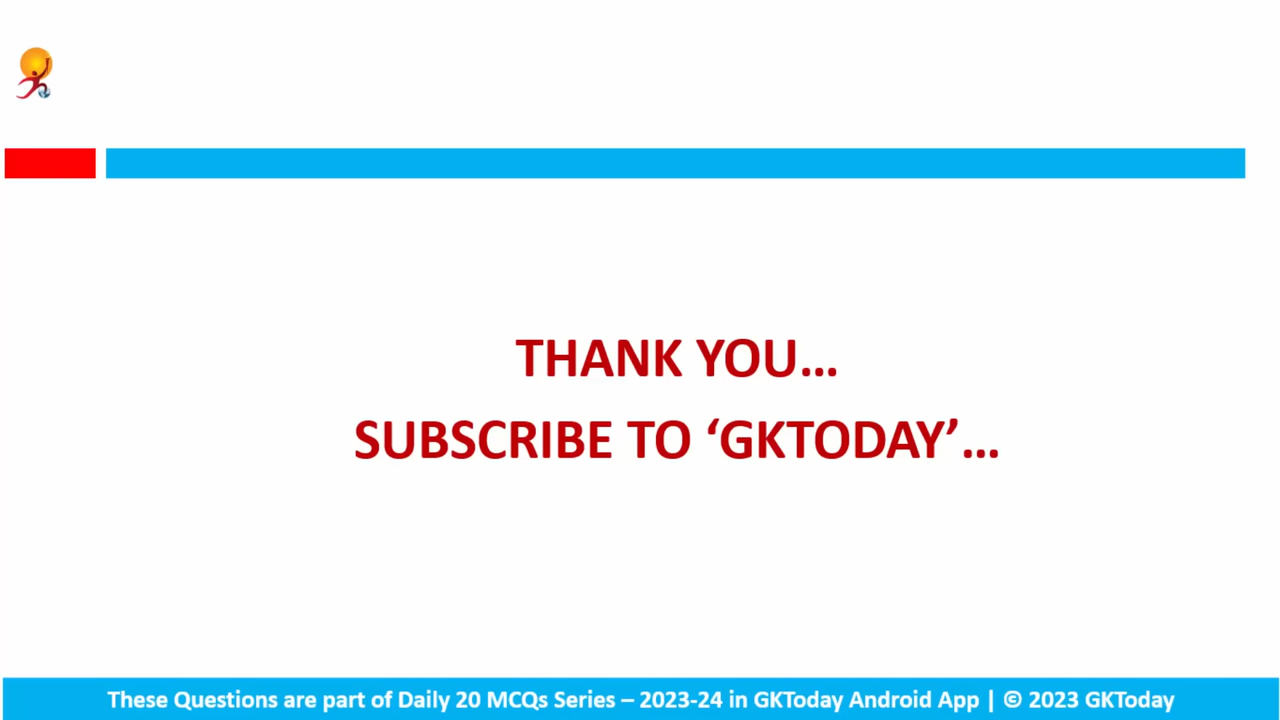 THANK YOU...
SUBSCRIBE TO ‘GKTODAY’...
These Questions are part of Daily 20 MCQs Series – 2023-24 in GKToday Android App | © 2023 GKToday